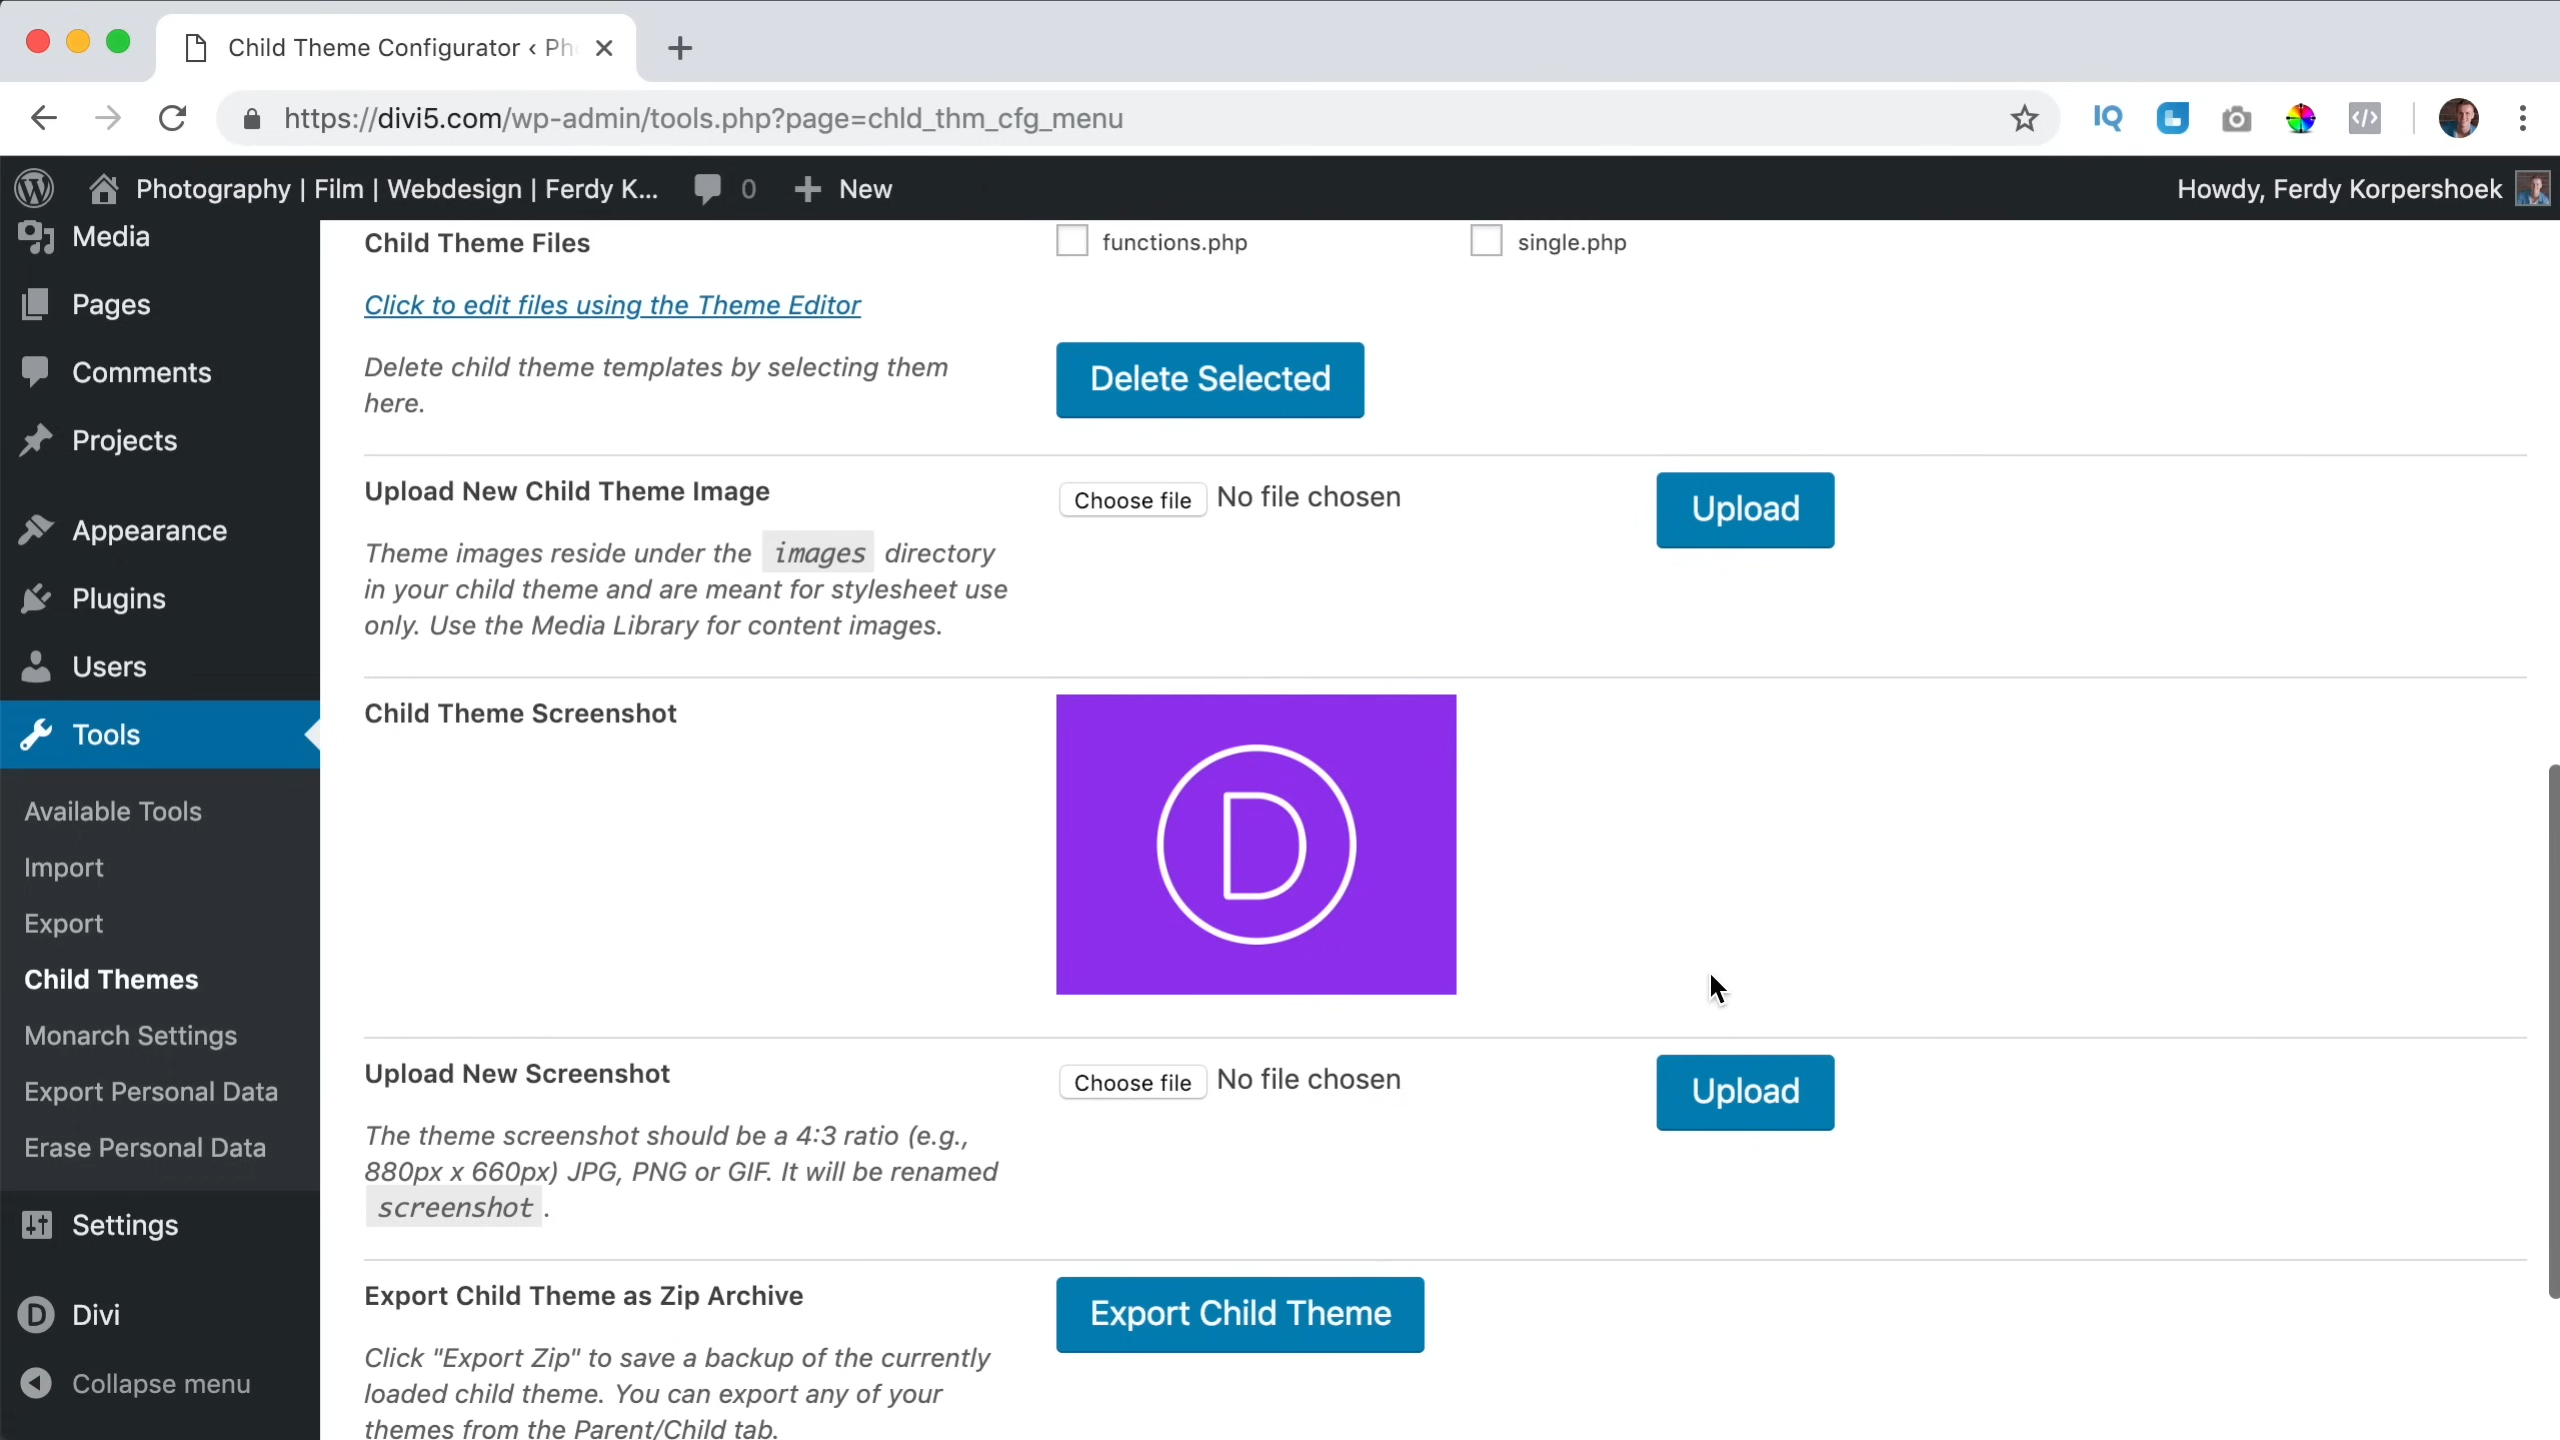 Child Theme Configurator ‹ Ph
https://divi5.com/wp-admin/tools.php?page=chld_thm_cfg_menu
IQ
Photography | Film | Webdesign | Ferdy K...
0
New
Howdy, Ferdy Korpershoek
Media
Pages
Comments
Projects
Appearance
Plugins
Users
Tools
Available Tools
Import
Export
Child Themes
Monarch Settings
Export Personal Data
Erase Personal Data
Settings
D Divi
Collapse menu
Child Theme Files
functions.php
single.php
Click to edit files using the Theme Editor
Delete child theme templates by selecting them
here.
Delete Selected
Upload New Child Theme Image
Choose file No file chosen
Upload
Theme images reside under the images directory
in your child theme and are meant for stylesheet use
only. Use the Media Library for content images.
Child Theme Screenshot
D
Upload New Screenshot
Choose file No file chosen
Upload
The theme screenshot should be a 4:3 ratio (e.g.,
880px x 660px) JPG, PNG or GIF. It will be renamed
screenshot .
Export Child Theme as Zip Archive
Export Child Theme
Click "Export Zip" to save a backup of the currently
loaded child theme. You can export any of your
themes from the Parent/Child tab.